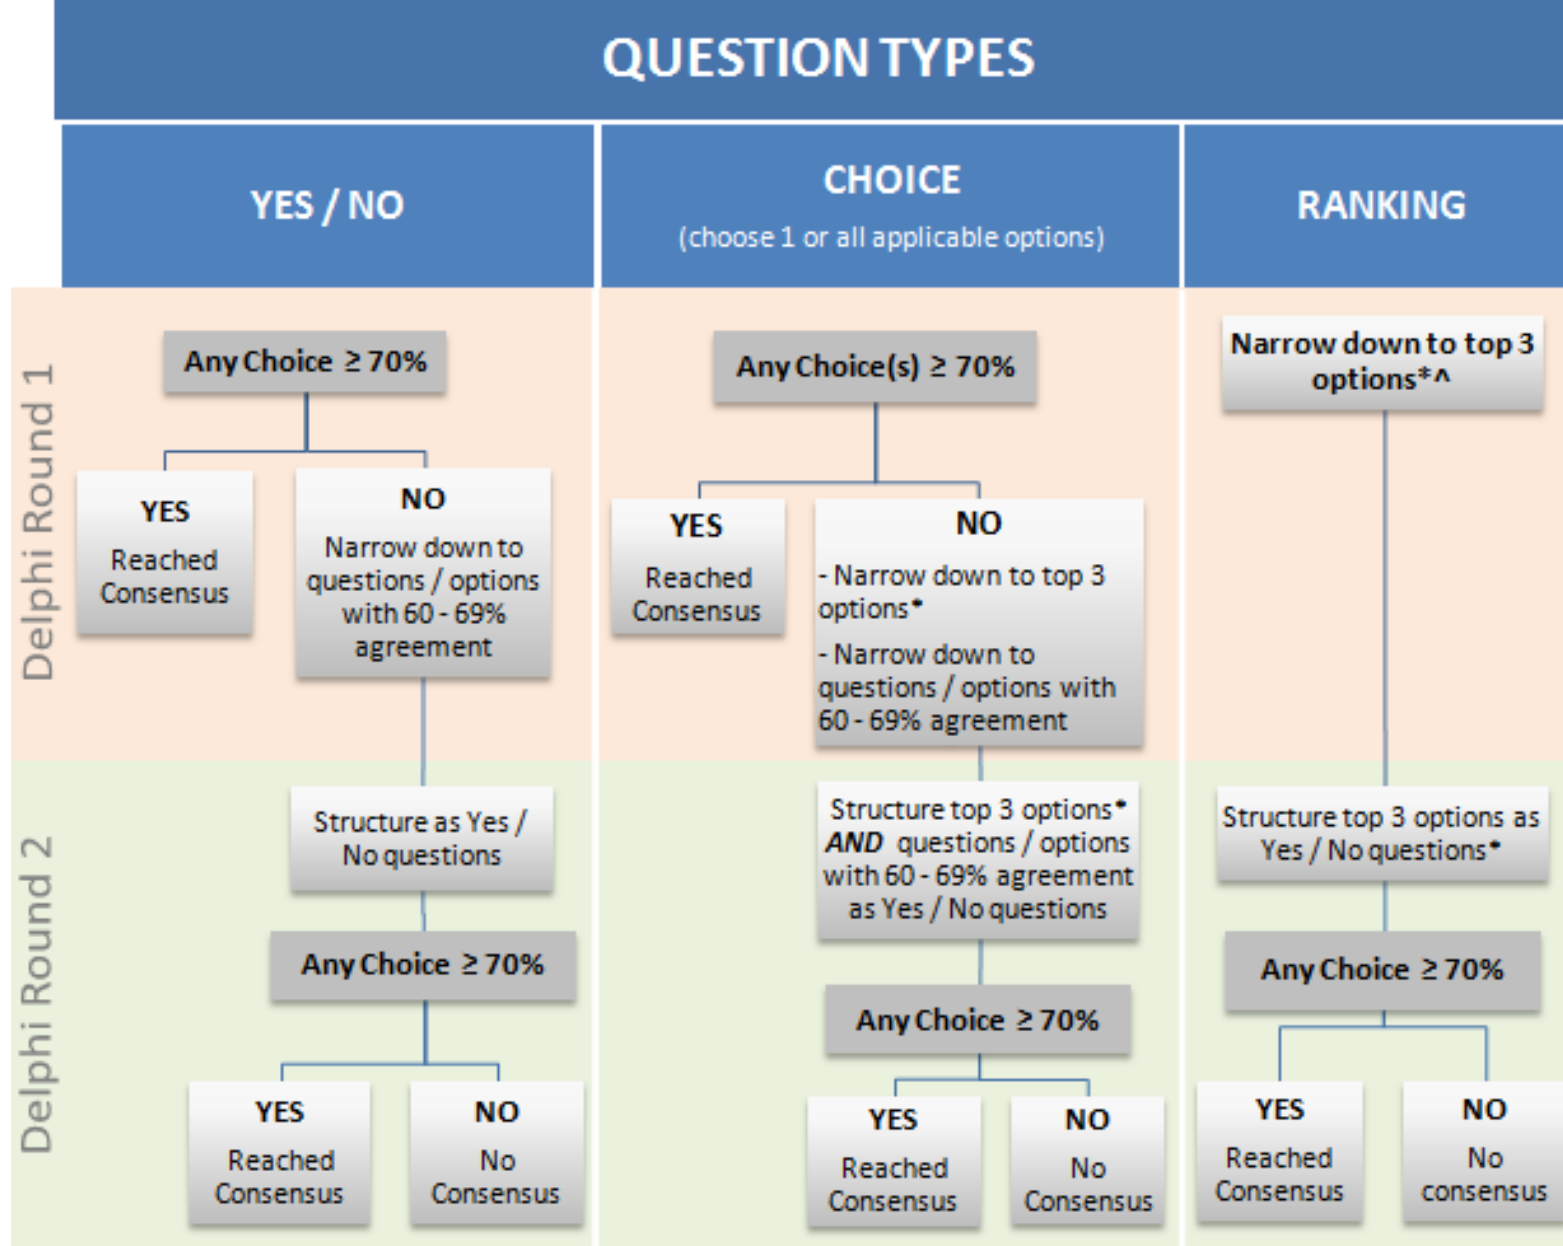 QUESTION TYPES
YES / NO
CHOICE
(choose 1 or all applicable options)
RANKING
Delphi Round 1
Any Choice ≥ 70%
YES
Reached
Consensus
NO
Narrow down to
questions / options
with 60 - 69%
agreement
Any Choice(s) ≥ 70%
YES
Reached
Consensus
NO
- Narrow down to top 3
options*
- Narrow down to
questions / options with
60 - 69% agreement
Narrow down to top 3
options*^
Delphi Round 2
Structure as Yes /
No questions
Any Choice ≥ 70%
YES
Reached
Consensus
NO
No
Consensus
Structure top 3 options*
AND questions / options
with 60 - 69% agreement
as Yes / No questions
Any Choice ≥ 70%
YES
Reached
Consensus
NO
No
Consensus
Structure top 3 options as
Yes / No questions*
Any Choice ≥ 70%
YES
Reached
Consensus
NO
No
consensus